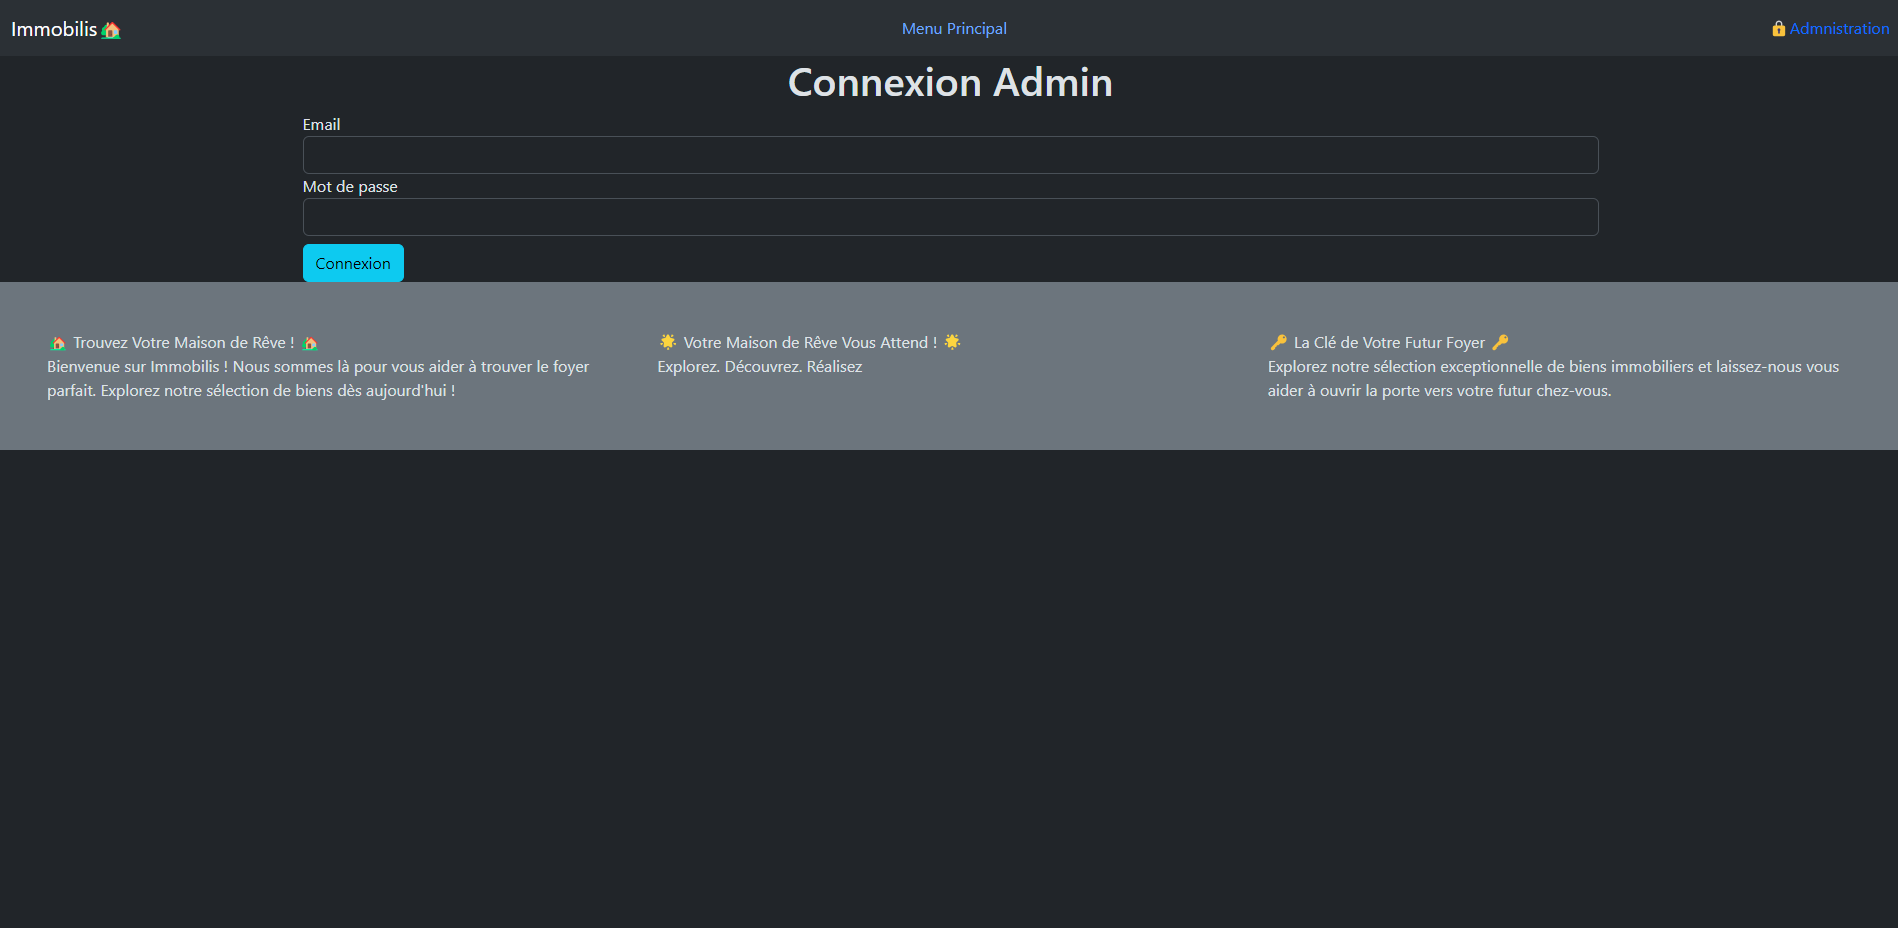 Immobilis🏡
Menu Principal
🔒Admnistration
Connexion Admin
Email
Mot de passe
Connexion
🏡 Trouvez Votre Maison de Rêve ! 🏡
Bienvenue sur Immobilis ! Nous sommes là pour vous aider à trouver le foyer
parfait. Explorez notre sélection de biens dès aujourd'hui !
🌟 Votre Maison de Rêve Vous Attend ! 🌟
Explorez. Découvrez. Réalisez
🔑 La Clé de Votre Futur Foyer 🔑
Explorez notre sélection exceptionnelle de biens immobiliers et laissez-nous vous
aider à ouvrir la porte vers votre futur chez-vous.